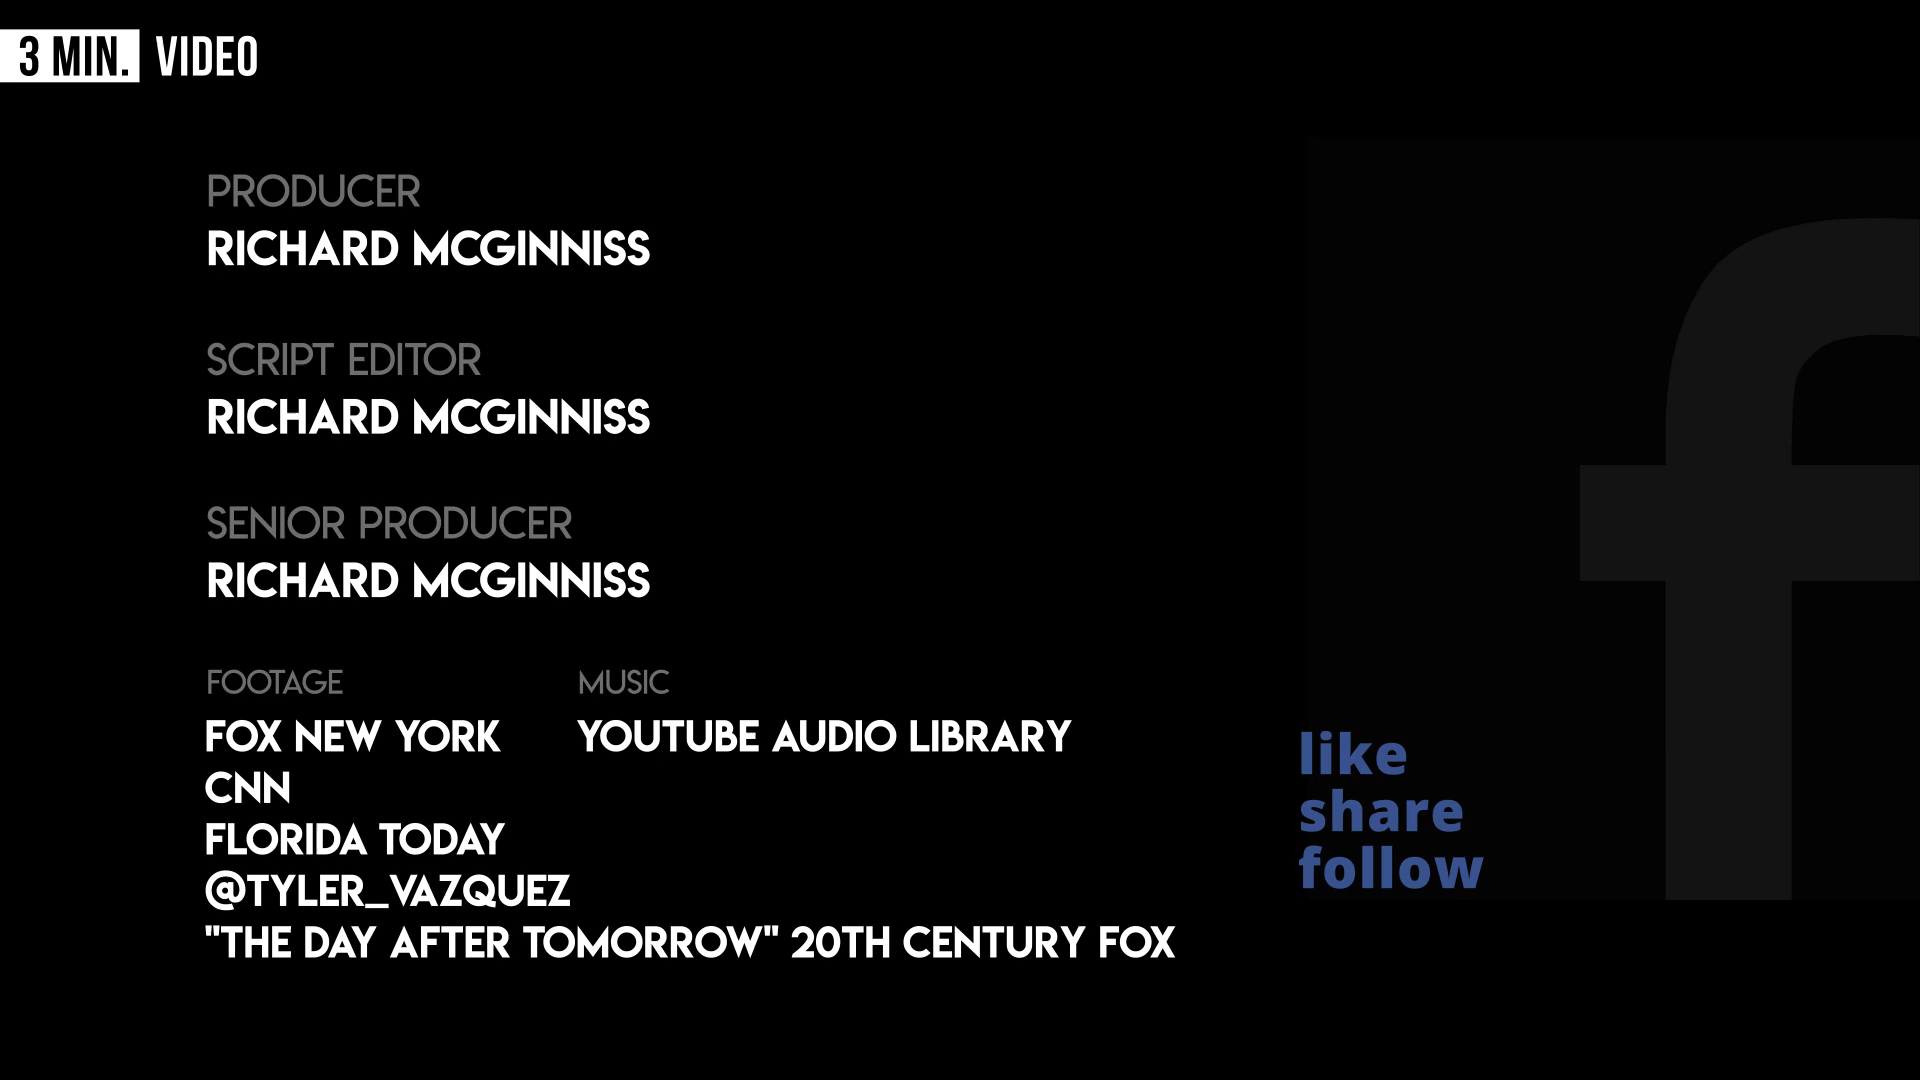 3 MIN. VIDEO
PRODUCER
RICHARD MCGINNISS
SCRIPT EDITOR
RICHARD MCGINNISS
SENIOR PRODUCER
RICHARD MCGINNISS
FOOTAGE
FOX NEW YORK
CNN
FLORIDA TODAY
@TYLER_VAZQUEZ
"THE DAY AFTER TOMORROW" 20TH CENTURY FOX
MUSIC
YOUTUBE AUDIO LIBRARY
like
share
follow
f